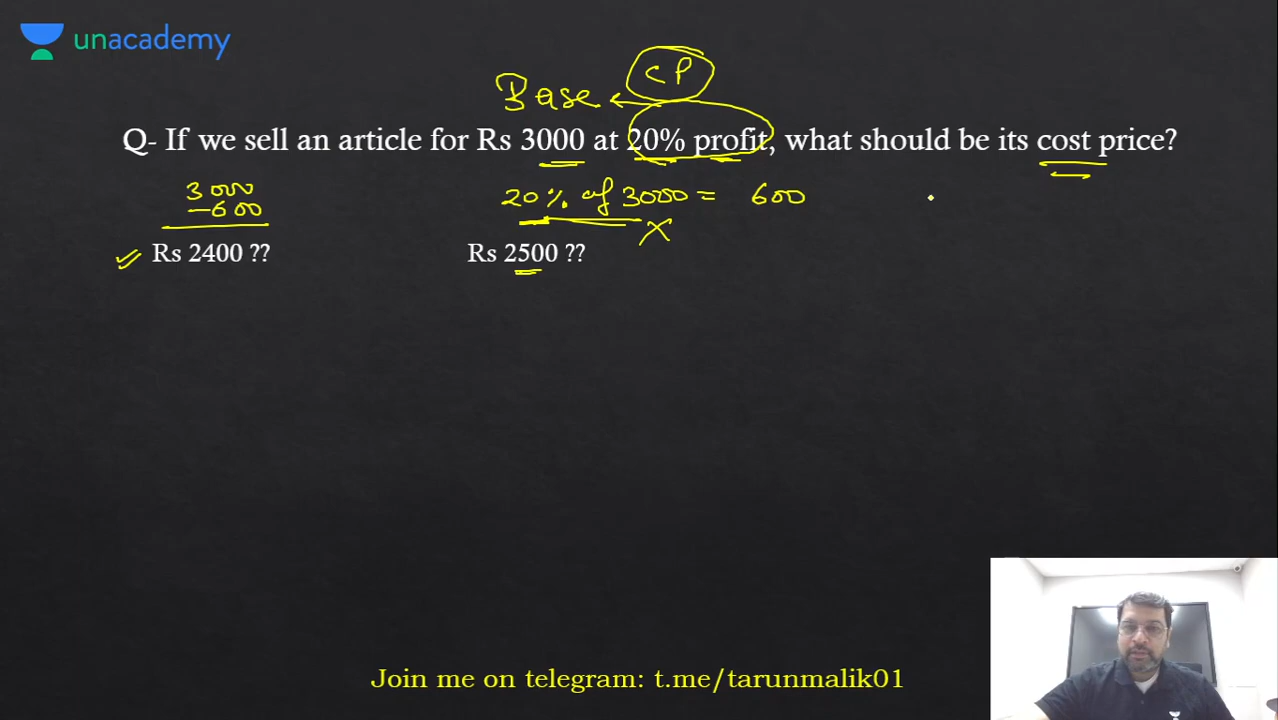 unacademy
CP
Base
Q- If we sell an article for Rs 3000 at 20% profit, what should be its cost price?
3000
-600
20% of 3000 = 600
Rs 2400 ??
Rs 2500 ??
Join me on telegram: t.me/tarunmalik01